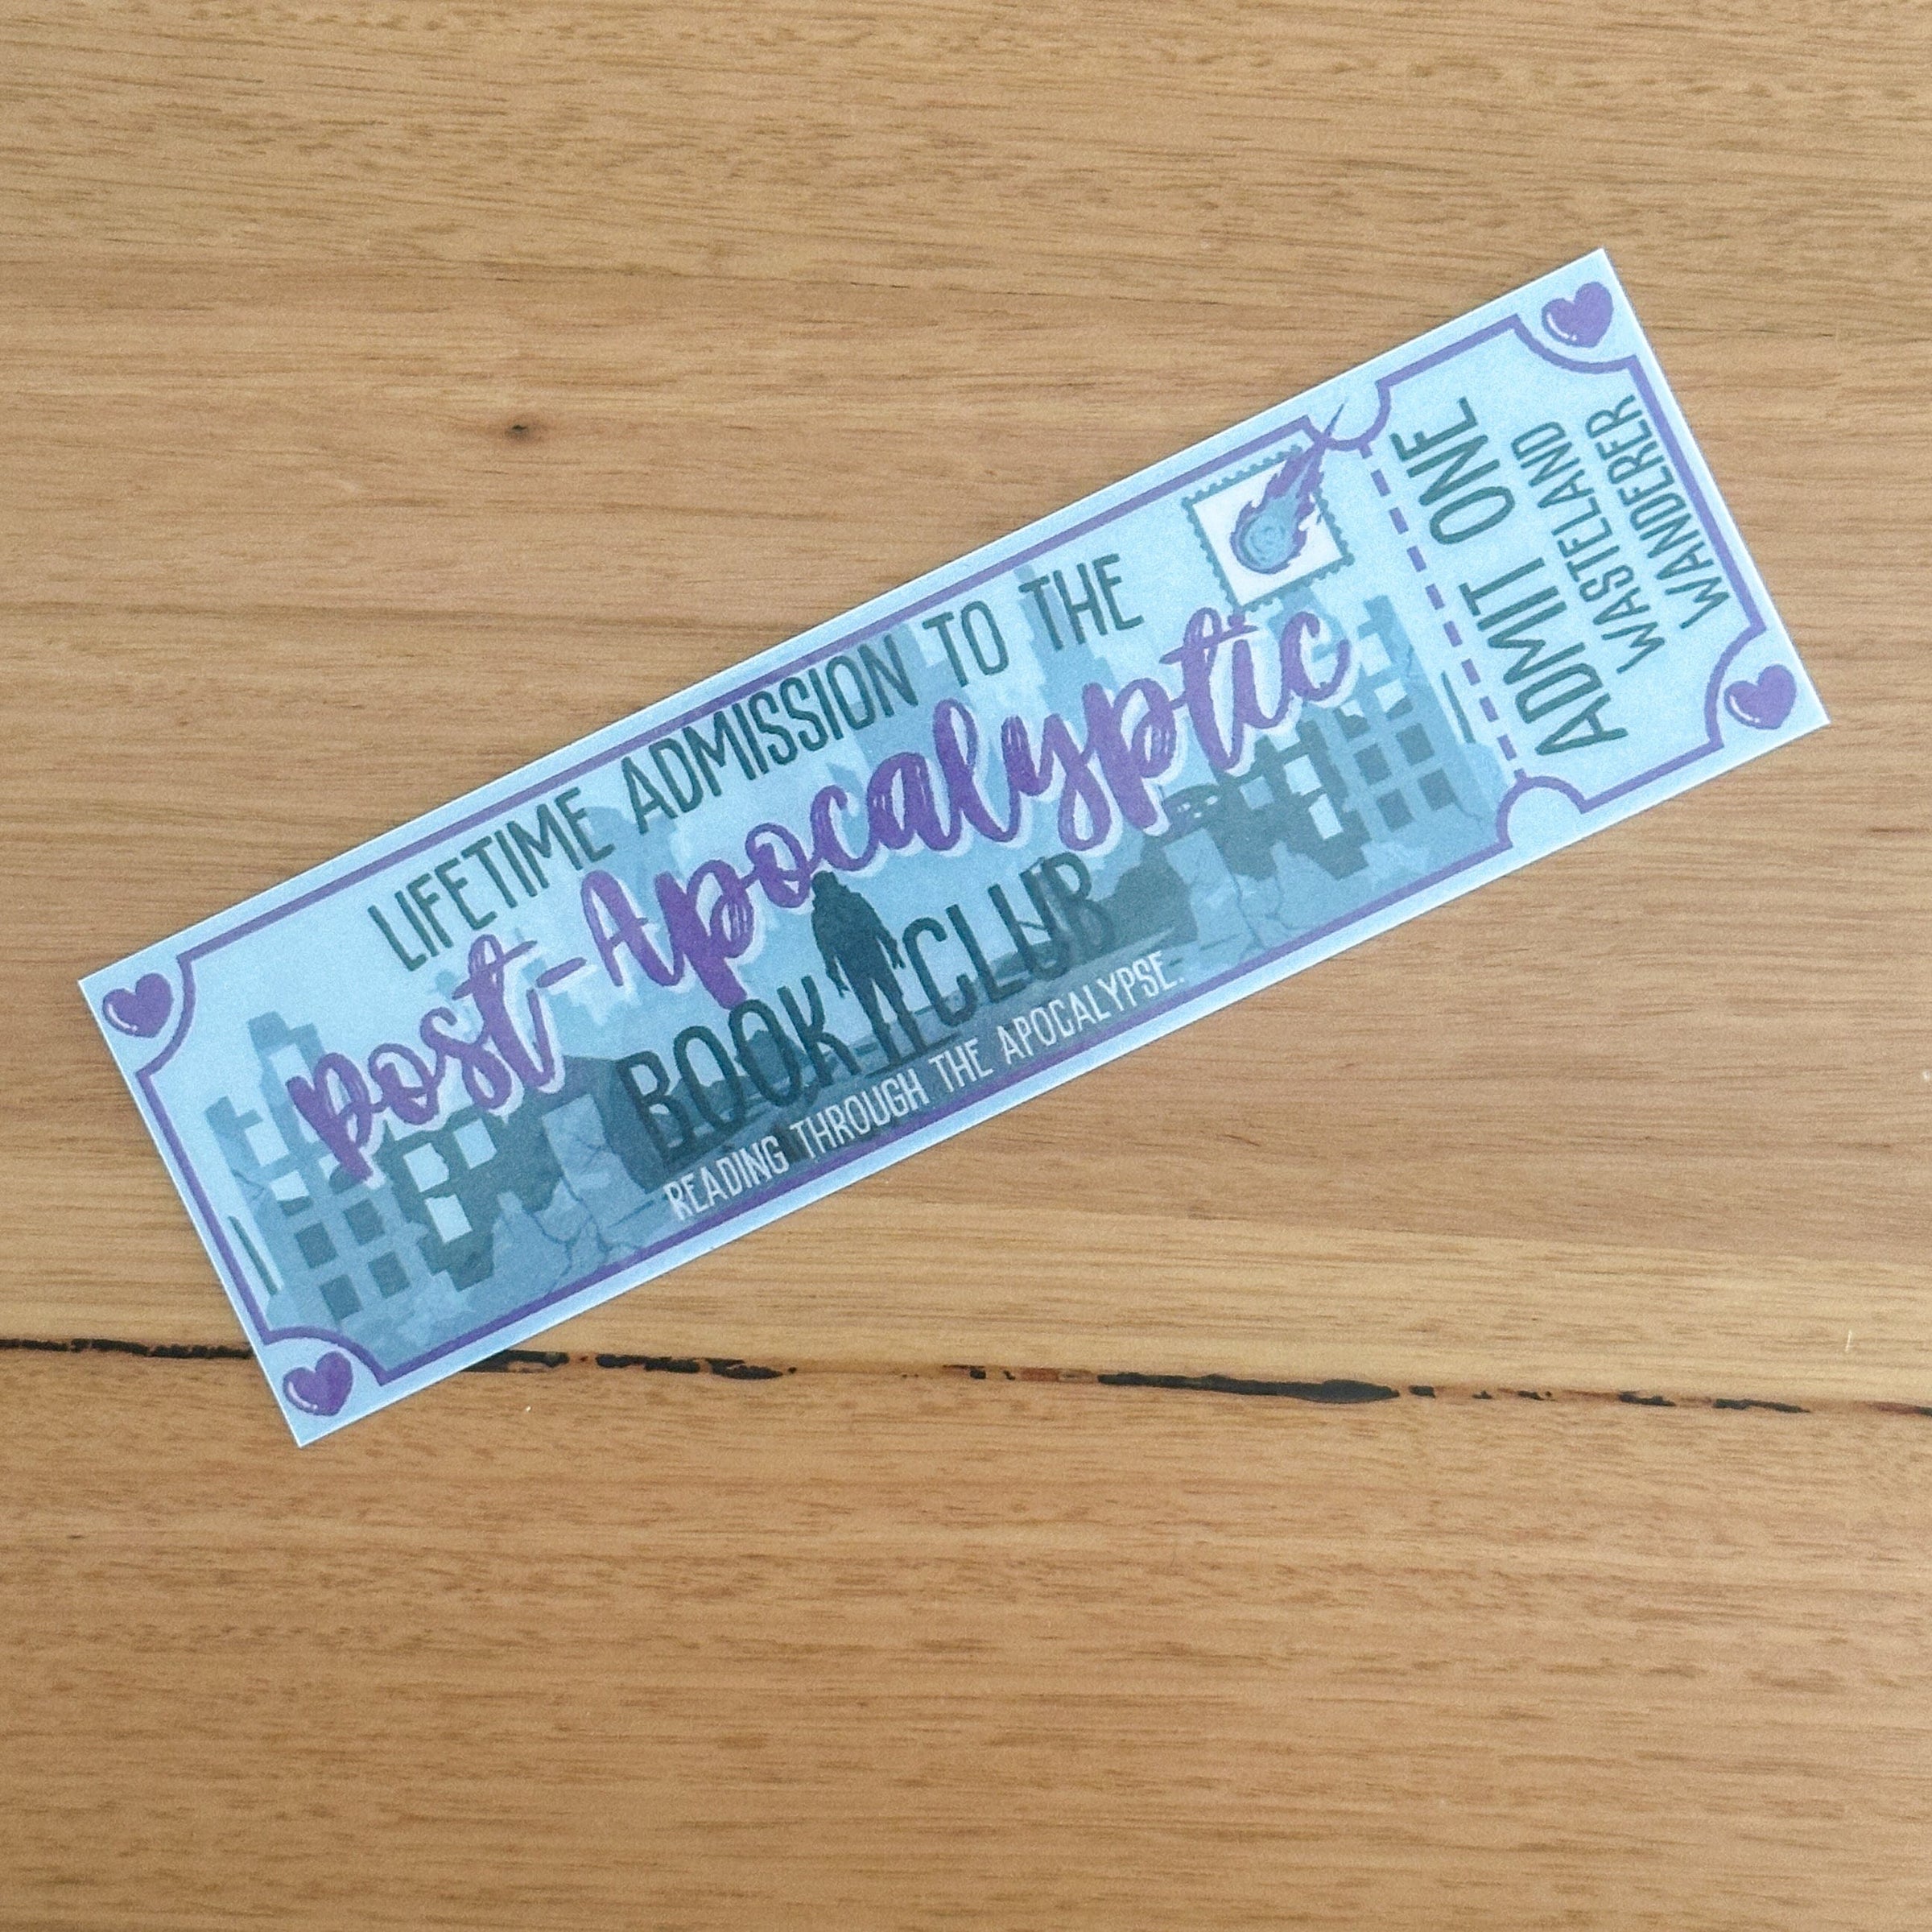 LIFETIME ADMISSION TO THE
post-Apocalyptic
BOOK CLUB
READING THROUGH THE APOCALYPSE.
ADMIT ONE
WASTELAND
WANDERER